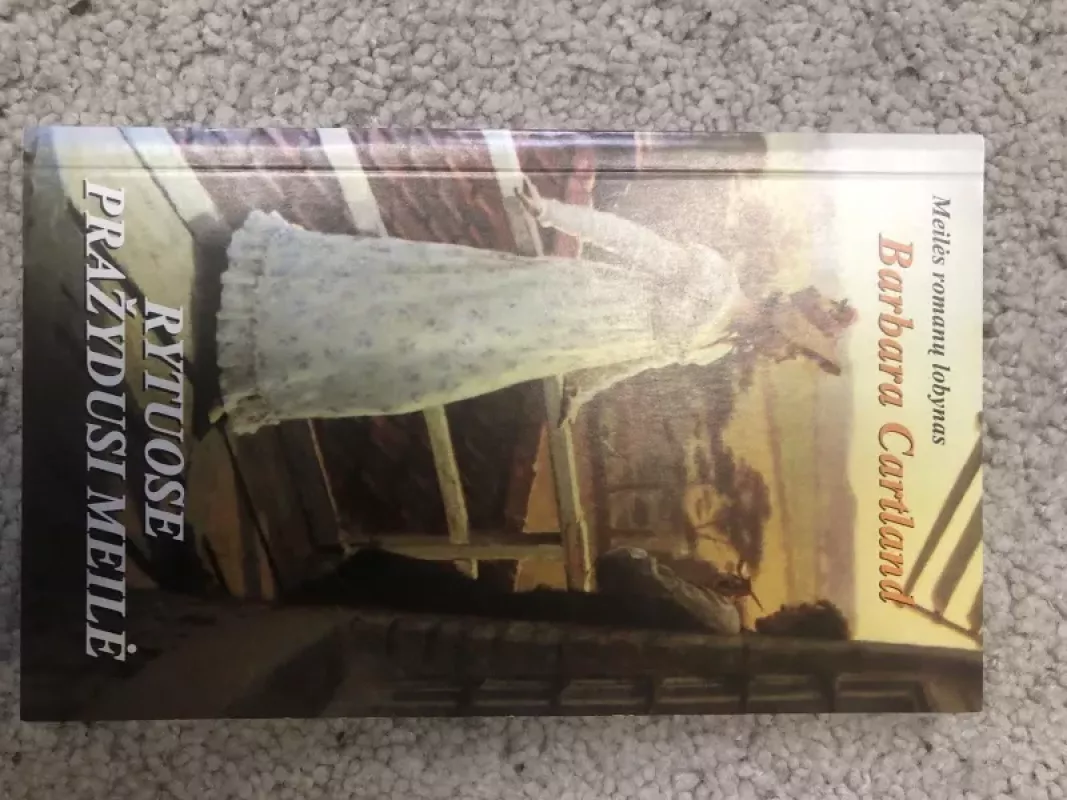 Meilės romanų lobynas
Barbara Cartland
RYTUOSE
PRAŽYDUSI MEILĖ